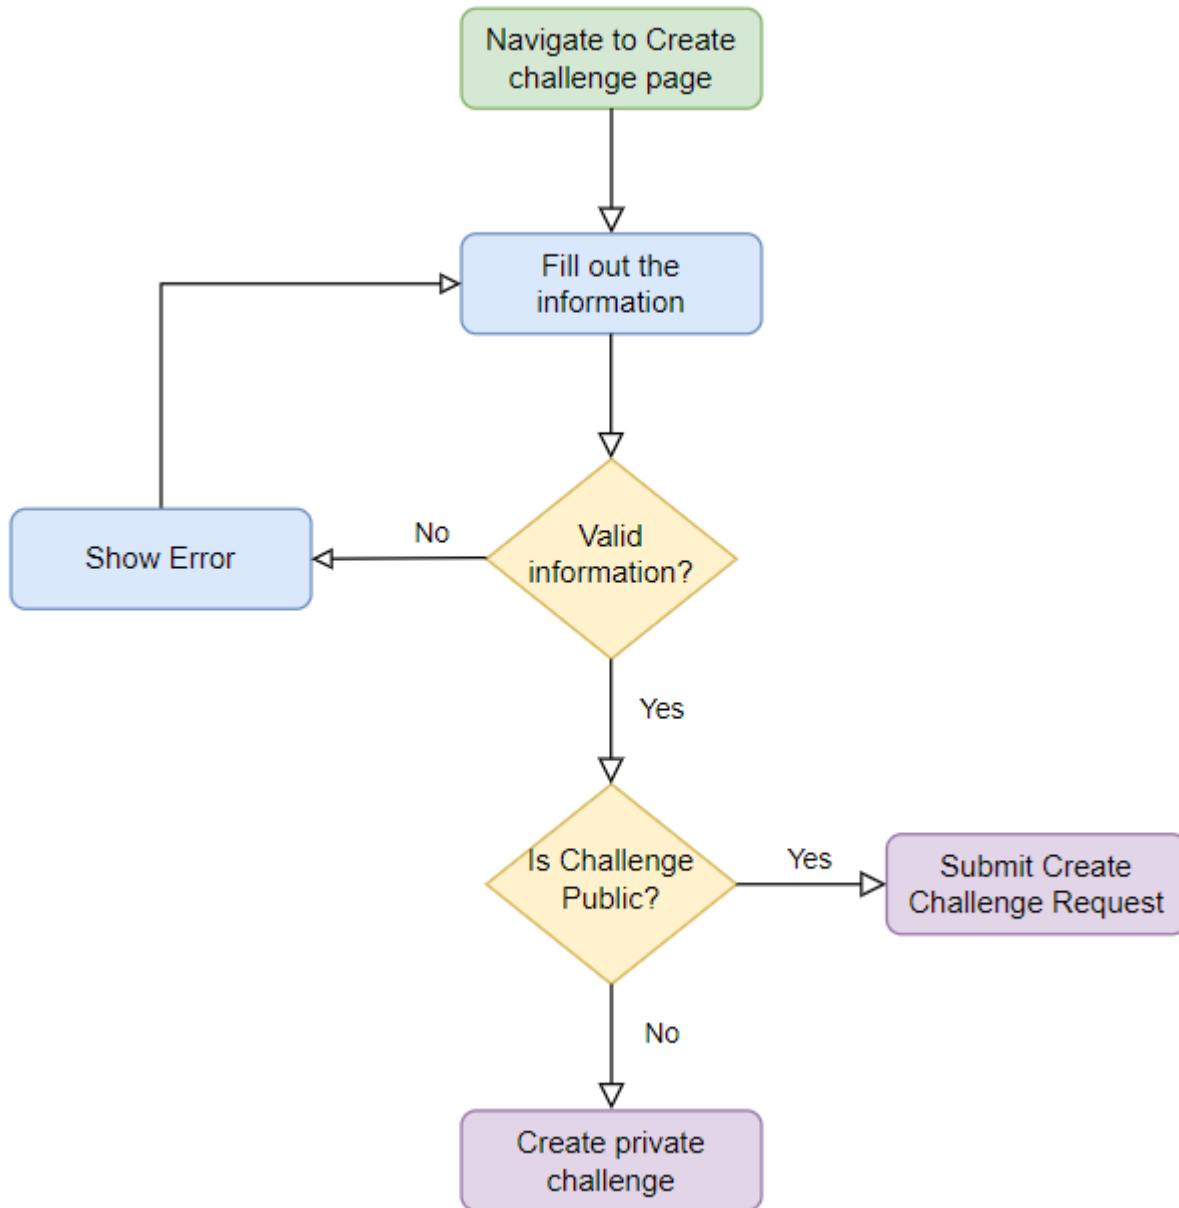 Navigate to Create
challenge page
Fill out the
information
Valid
information?
No
Show Error
Yes
Is Challenge
Public?
Yes
Submit Create
Challenge Request
No
Create private
challenge